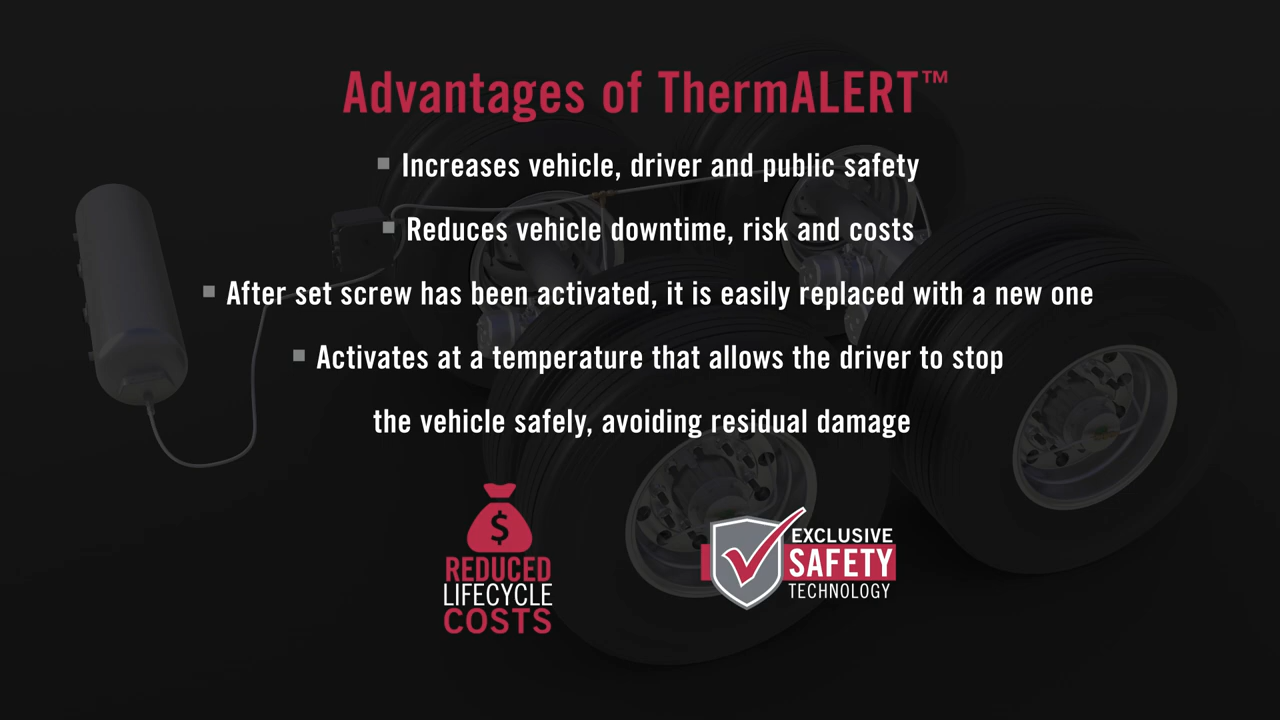 Advantages of ThermALERT™
Increases vehicle, driver and public safety
Reduces vehicle downtime, risk and costs
After set screw has been activated, it is easily replaced with a new one
Activates at a temperature that allows the driver to stop
the vehicle safely, avoiding residual damage
$
REDUCED
LIFECYCLE
COSTS
EXCLUSIVE
SAFETY
TECHNOLOGY